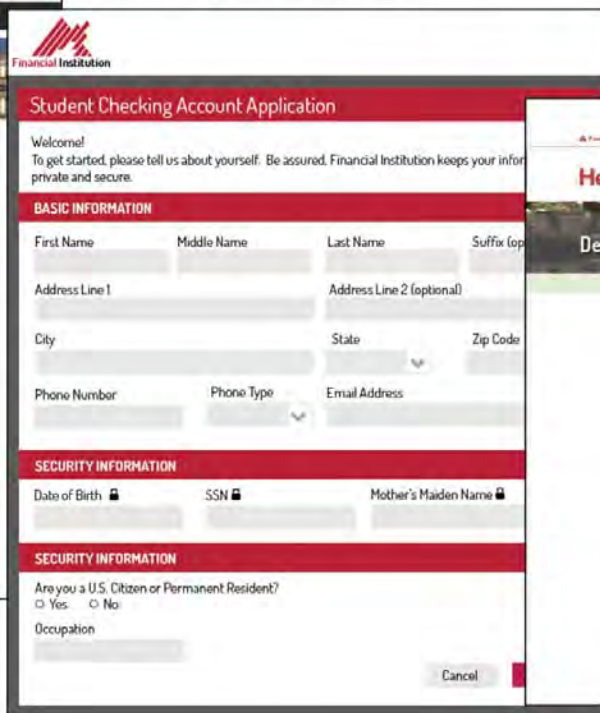 Financial Institution
Student Checking Account Application
Welcome!
To get started, please tell us about yourself. Be assured, Financial Institution keeps your infor
private and secure.
BASIC INFORMATION
First Name Middle Name Last Name Suffix (op
Address Line 1 Address Line 2 (optional)
City State Zip Code
Phone Number Phone Type Email Address
SECURITY INFORMATION
Date of Birth SSN Mother's Maiden Name
SECURITY INFORMATION
Are you a U.S. Citizen or Permanent Resident?
Yes No
Occupation
Cancel
He
De